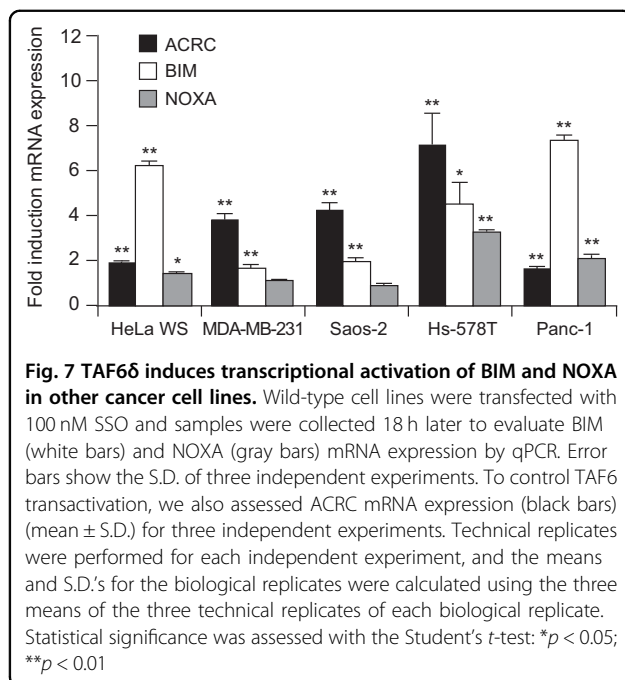 12
10
8
6
4
2
0
Fold induction mRNA expression
ACRC
BIM
NOXA
** ** *
** **
** **
** * **
** ** **
HeLa WS MDA-MB-231 Saos-2 Hs-578T Panc-1
Fig. 7 TAF6δ induces transcriptional activation of BIM and NOXA
in other cancer cell lines. Wild-type cell lines were transfected with
100 nM SSO and samples were collected 18 h later to evaluate BIM
(white bars) and NOXA (gray bars) mRNA expression by qPCR. Error
bars show the S.D. of three independent experiments. To control TAF6
transactivation, we also assessed ACRC mRNA expression (black bars)
(mean ± S.D.) for three independent experiments. Technical replicates
were performed for each independent experiment, and the means
and S.D.'s for the biological replicates were calculated using the three
means of the three technical replicates of each biological replicate.
Statistical significance was assessed with the Student's t-test: *p < 0.05;
**p < 0.01